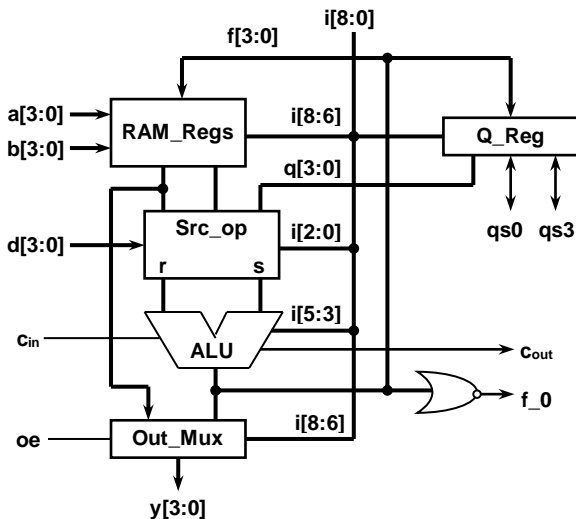 i[8:0]
f[3:0]
a[3:0]
RAM_Regs
i[8:6]
Q_Reg
b[3:0]
q[3:0]
qs0 qs3
Src_op
d[3:0]
i[2:0]
r s
i[5:3]
cin
ALU
cout
f_0
i[8:6]
oe
Out_Mux
y[3:0]